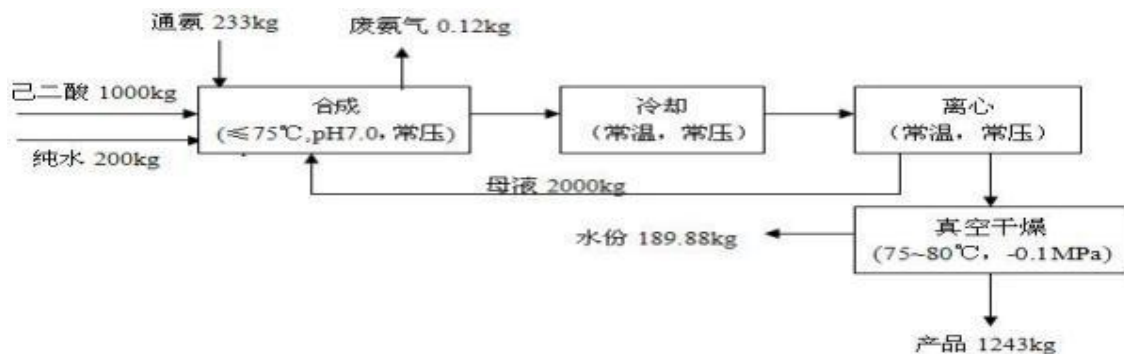 通氨 233kg
废氨气 0.12kg
己二酸 1000kg
纯水 200kg
合成
(≤75℃,pH7.0,常压)
冷却
(常温，常压)
离心
(常温，常压)
母液 2000kg
真空干燥
(75~80℃，-0.1MPa)
水份 189.88kg
产品 1243kg